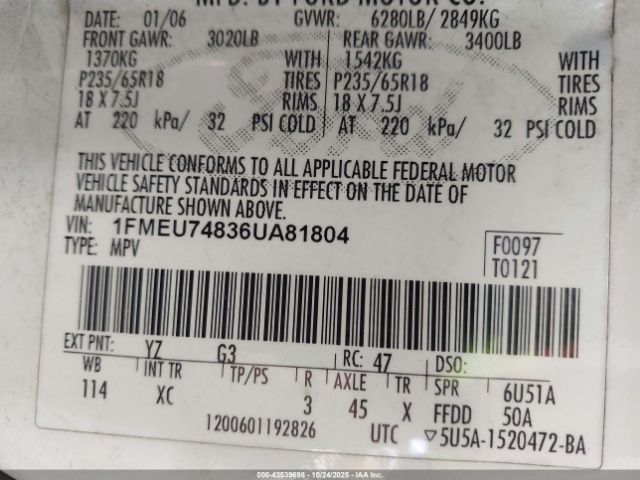 MFD. BY FORD MOTOR CO.
DATE: 01/06 GVWR: 6280LB/ 2849KG
FRONT GAWR: 3020LB REAR GAWR: 3400LB
1370KG WITH 1542KG WITH
P235/65R18 TIRES P235/65R18 TIRES
18 X 7.5J RIMS 18 X 7.5J RIMS
AT 220 kPa/ 32 PSI COLD AT 220 kPa/ 32 PSI COLD
THIS VEHICLE CONFORMS TO ALL APPLICABLE FEDERAL MOTOR
VEHICLE SAFETY STANDARDS IN EFFECT ON THE DATE OF
MANUFACTURE SHOWN ABOVE.
VIN: 1FMEU74836UA81804
TYPE: MPV
F0097
T0121
EXT PNT: YZ G3 RC: 47 DSO:
WB INT TR TP/PS R AXLE TR SPR 6U51A
114 XC 3 45 X FFDD 50A
1200601192826 UTC ▽5U5A-1520472-BA
000-43539698 - 10/24/2025 - IAAI.COM